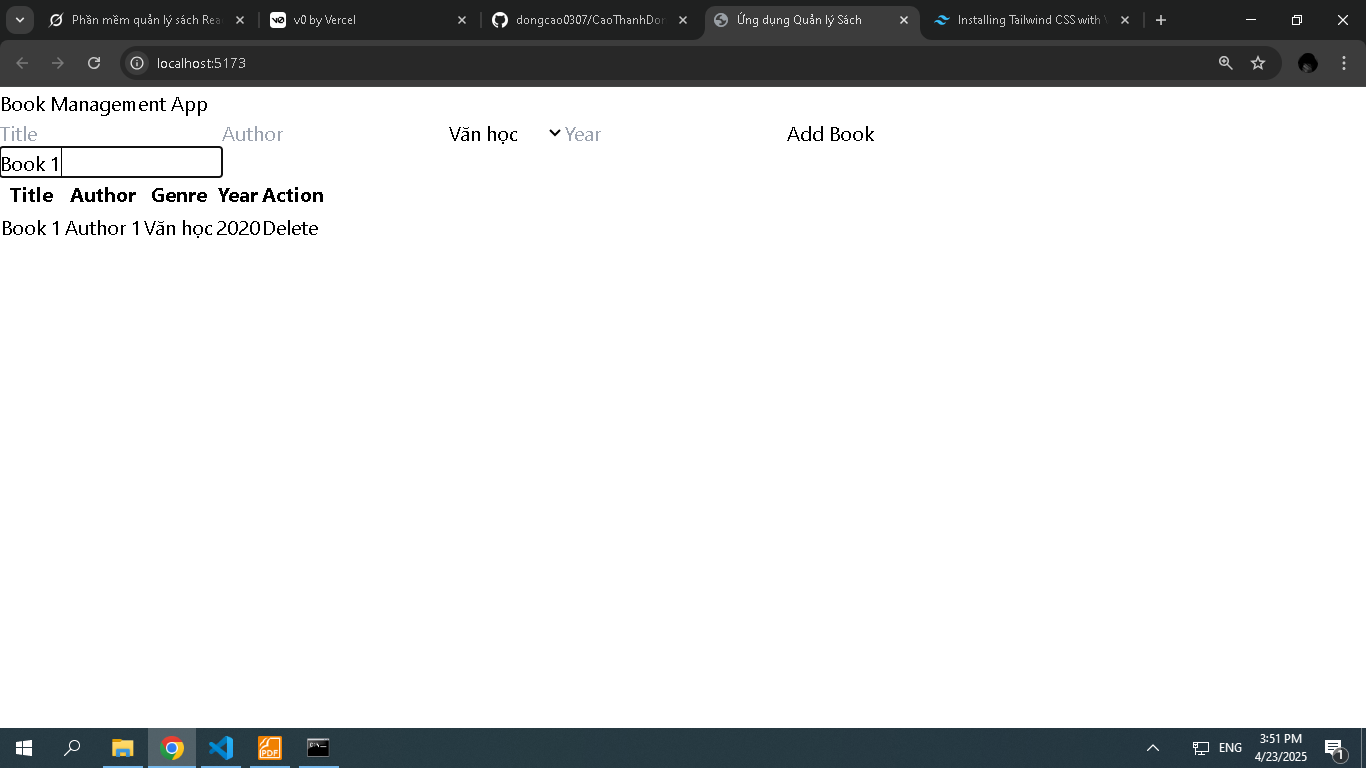 Phần mềm quản lý sách Rea
v0 by Vercel
dongcao0307/CaoThanhDon
Ứng dụng Quản lý Sách
Installing Tailwind CSS with V
localhost:5173
Book Management App
Title Author Văn học Year Add Book
Book 1
Title Author Genre Year Action
Book 1 Author 1 Văn học 2020 Delete
ENG
3:51 PM
4/23/2025
1